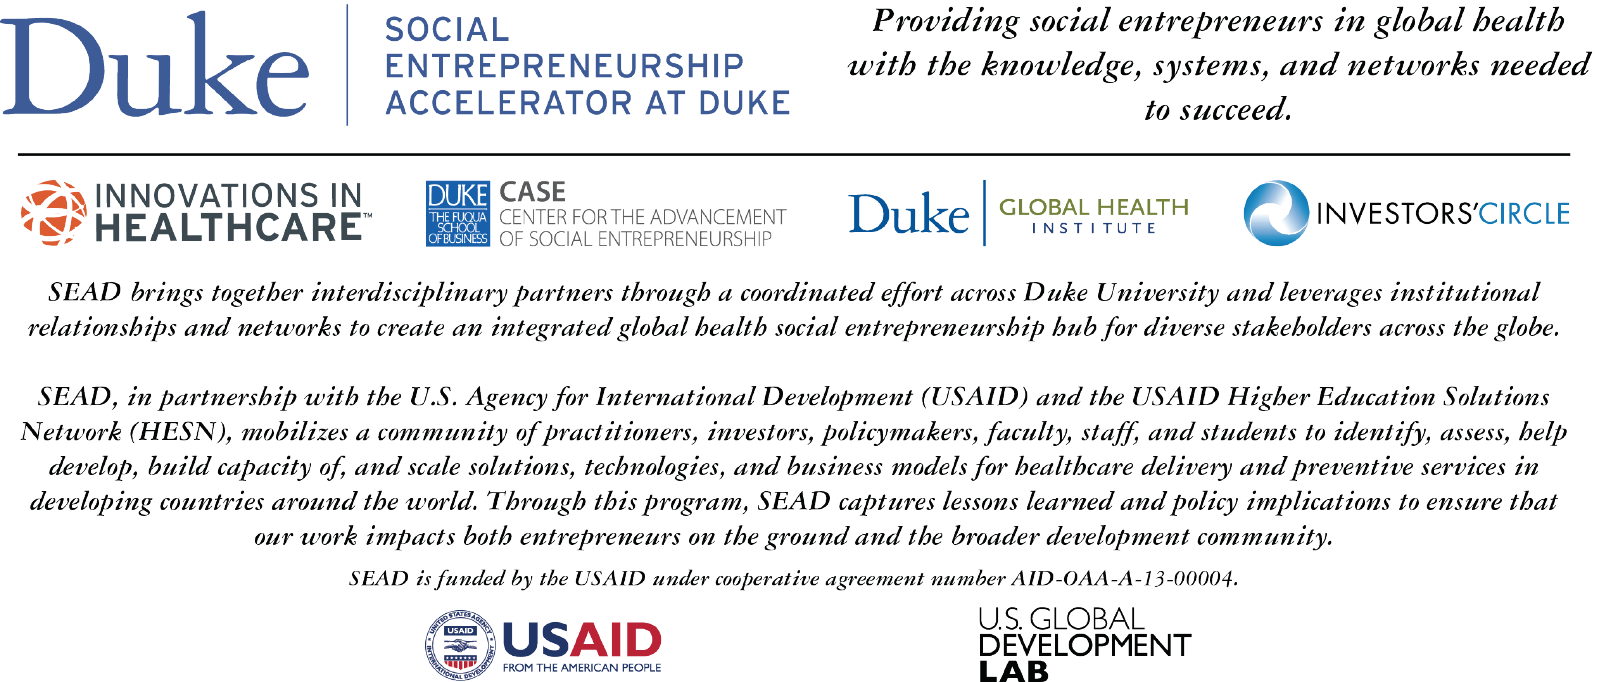 Duke
SOCIAL
ENTREPRENEURSHIP
ACCELERATOR AT DUKE
Providing social entrepreneurs in global health
with the knowledge, systems, and networks needed
to succeed.
INNOVATIONS IN
HEALTHCARE™
DUKE
THE FUQUA
SCHOOL
OF BUSINESS
CASE
CENTER FOR THE ADVANCEMENT
OF SOCIAL ENTREPRENEURSHIP
Duke
GLOBAL HEALTH
INSTITUTE
INVESTORS'CIRCLE
SEAD brings together interdisciplinary partners through a coordinated effort across Duke University and leverages institutional
relationships and networks to create an integrated global health social entrepreneurship hub for diverse stakeholders across the globe.
SEAD, in partnership with the U.S. Agency for International Development (USAID) and the USAID Higher Education Solutions
Network (HESN), mobilizes a community of practitioners, investors, policymakers, faculty, staff, and students to identify, assess, help
develop, build capacity of, and scale solutions, technologies, and business models for healthcare delivery and preventive services in
developing countries around the world. Through this program, SEAD captures lessons learned and policy implications to ensure that
our work impacts both entrepreneurs on the ground and the broader development community.
SEAD is funded by the USAID under cooperative agreement number AID-OAA-A-13-00004.
UNITED STATES AGENCY
USAID
INTERNATIONAL DEVELOPMENT
USAID
FROM THE AMERICAN PEOPLE
U.S. GLOBAL
DEVELOPMENT
LAB